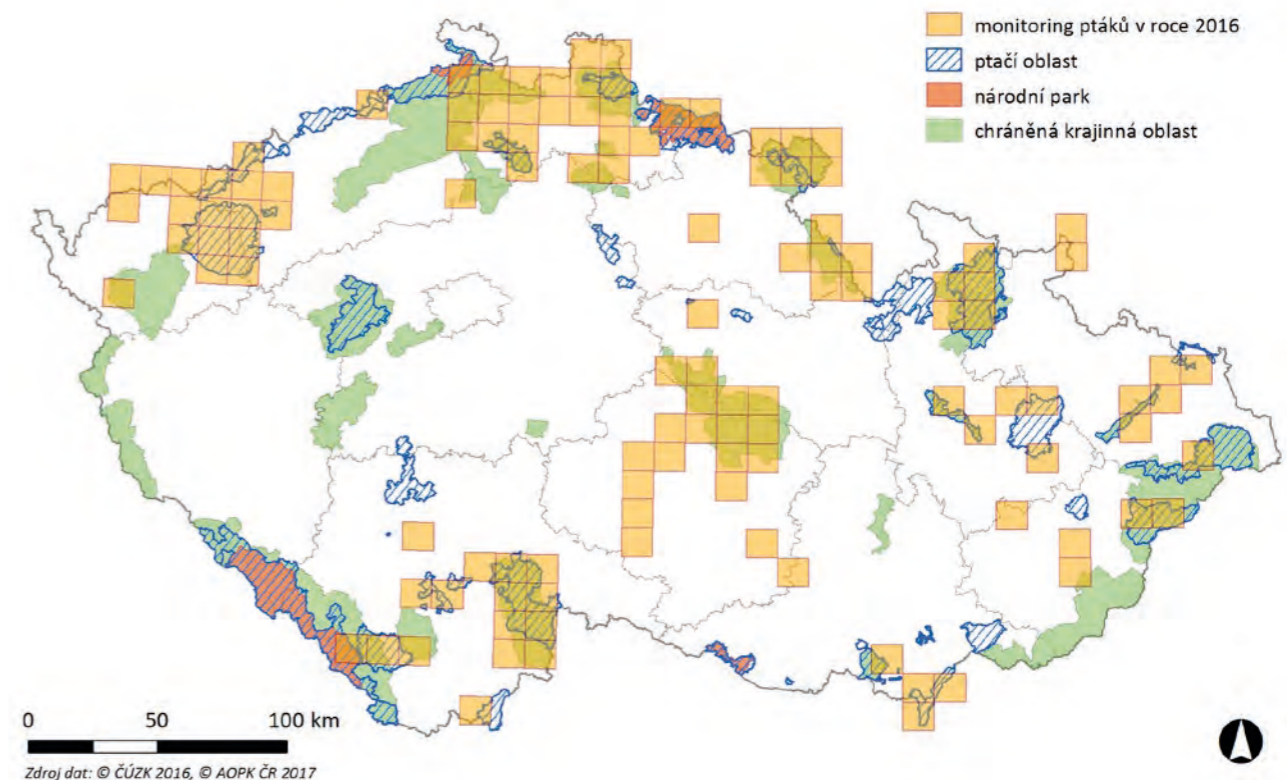 monitoring ptáků v roce 2016
ptačí oblast
národní park
chráněná krajinná oblast
0 50 100 km
Zdroj dat: © ČÚZK 2016, © AOPK ČR 2017